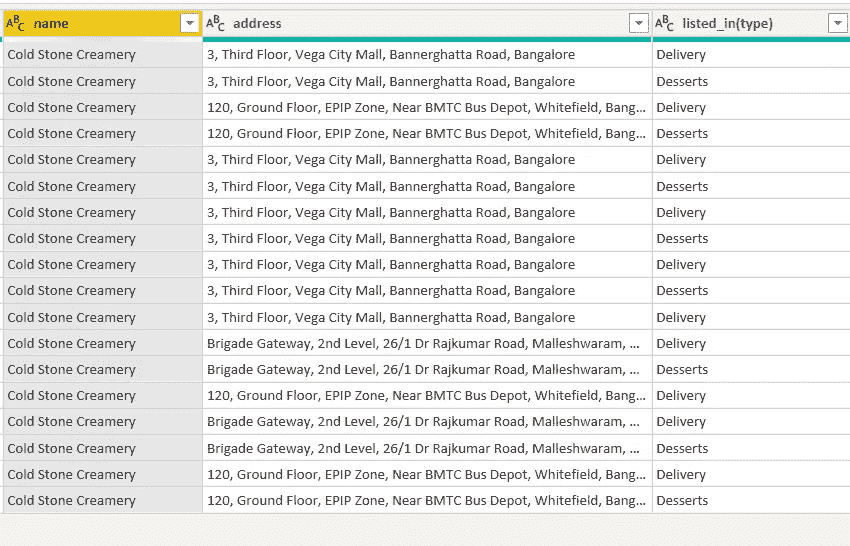 ABC name ABC address ABC listed_in(type)
Cold Stone Creamery 3, Third Floor, Vega City Mall, Bannerghatta Road, Bangalore Delivery
Cold Stone Creamery 3, Third Floor, Vega City Mall, Bannerghatta Road, Bangalore Desserts
Cold Stone Creamery 120, Ground Floor, EPIP Zone, Near BMTC Bus Depot, Whitefield, Bang... Delivery
Cold Stone Creamery 120, Ground Floor, EPIP Zone, Near BMTC Bus Depot, Whitefield, Bang... Desserts
Cold Stone Creamery 3, Third Floor, Vega City Mall, Bannerghatta Road, Bangalore Delivery
Cold Stone Creamery 3, Third Floor, Vega City Mall, Bannerghatta Road, Bangalore Desserts
Cold Stone Creamery 3, Third Floor, Vega City Mall, Bannerghatta Road, Bangalore Delivery
Cold Stone Creamery 3, Third Floor, Vega City Mall, Bannerghatta Road, Bangalore Desserts
Cold Stone Creamery 3, Third Floor, Vega City Mall, Bannerghatta Road, Bangalore Delivery
Cold Stone Creamery 3, Third Floor, Vega City Mall, Bannerghatta Road, Bangalore Desserts
Cold Stone Creamery 3, Third Floor, Vega City Mall, Bannerghatta Road, Bangalore Delivery
Cold Stone Creamery Brigade Gateway, 2nd Level, 26/1 Dr Rajkumar Road, Malleshwaram, ... Delivery
Cold Stone Creamery Brigade Gateway, 2nd Level, 26/1 Dr Rajkumar Road, Malleshwaram, ... Desserts
Cold Stone Creamery 120, Ground Floor, EPIP Zone, Near BMTC Bus Depot, Whitefield, Bang... Delivery
Cold Stone Creamery Brigade Gateway, 2nd Level, 26/1 Dr Rajkumar Road, Malleshwaram, ... Delivery
Cold Stone Creamery Brigade Gateway, 2nd Level, 26/1 Dr Rajkumar Road, Malleshwaram, ... Desserts
Cold Stone Creamery 120, Ground Floor, EPIP Zone, Near BMTC Bus Depot, Whitefield, Bang... Delivery
Cold Stone Creamery 120, Ground Floor, EPIP Zone, Near BMTC Bus Depot, Whitefield, Bang... Desserts